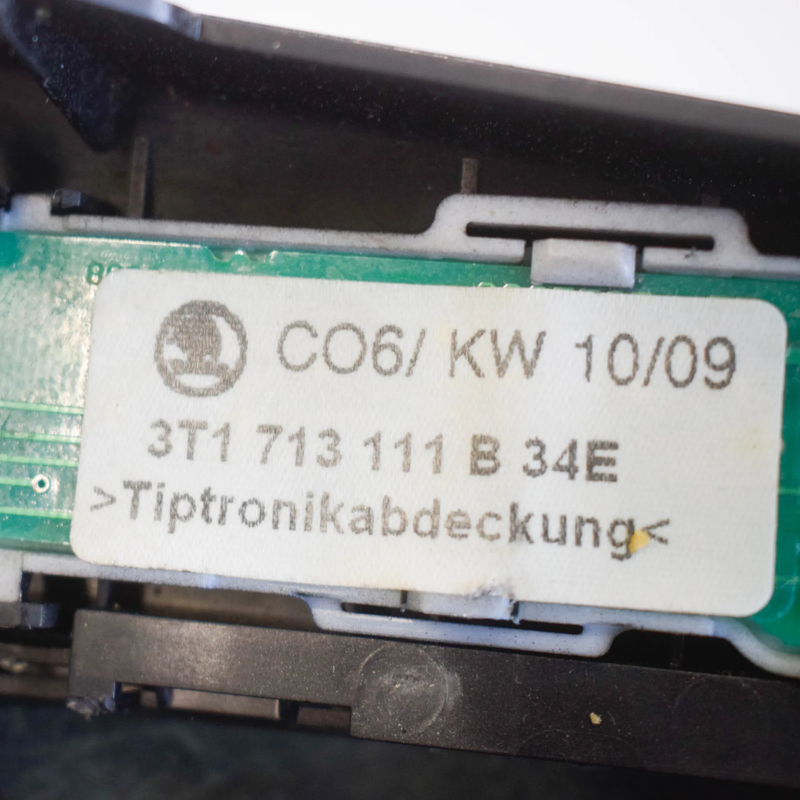 CO6/ KW 10/09
3T1 713 111 B 34E
>Tiptronikabdeckung<